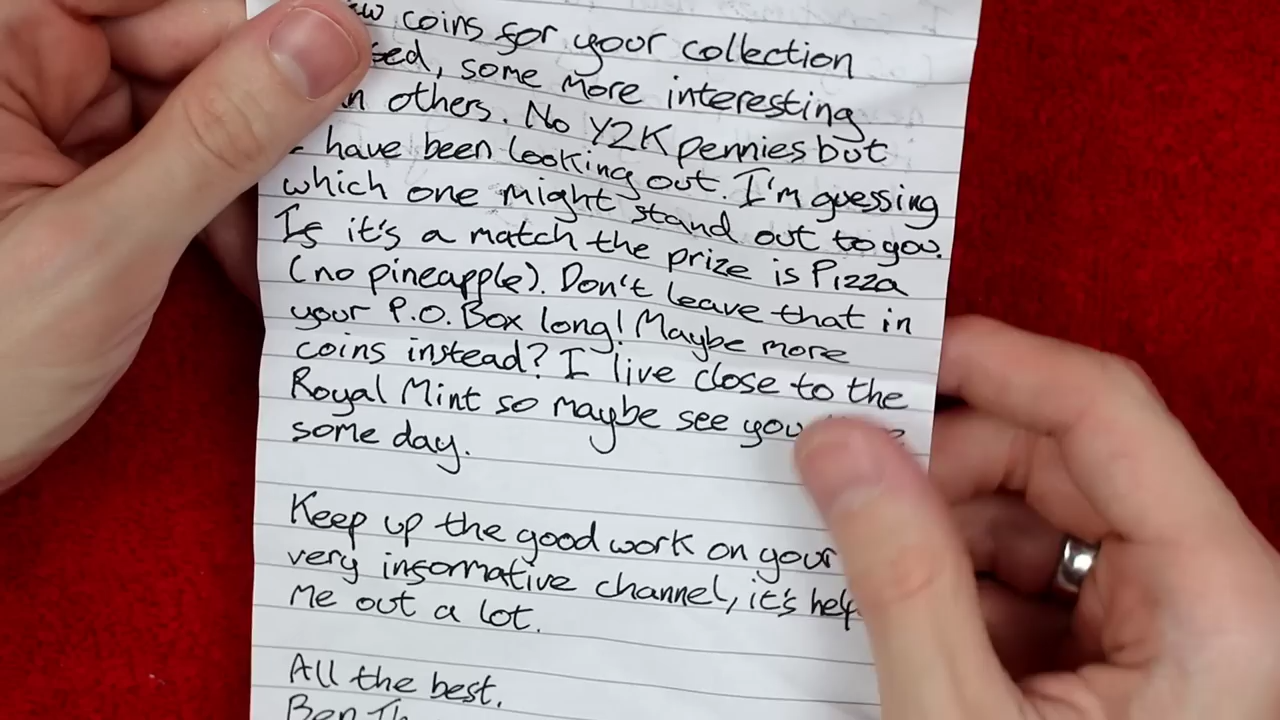 coins for your collection
some more interesting
others. No Y2K pennies but
have been looking out. I'm guessing
which one might stand out to you.
If it's a match the prize is Pizza
(no pineapple). Don't leave that in
your P.O. Box long! Maybe more
coins instead? I live close to the
Royal Mint so maybe see you
some day.
Keep up the good work on your
very informative channel, it's
me out a lot.
All the best.
Ben